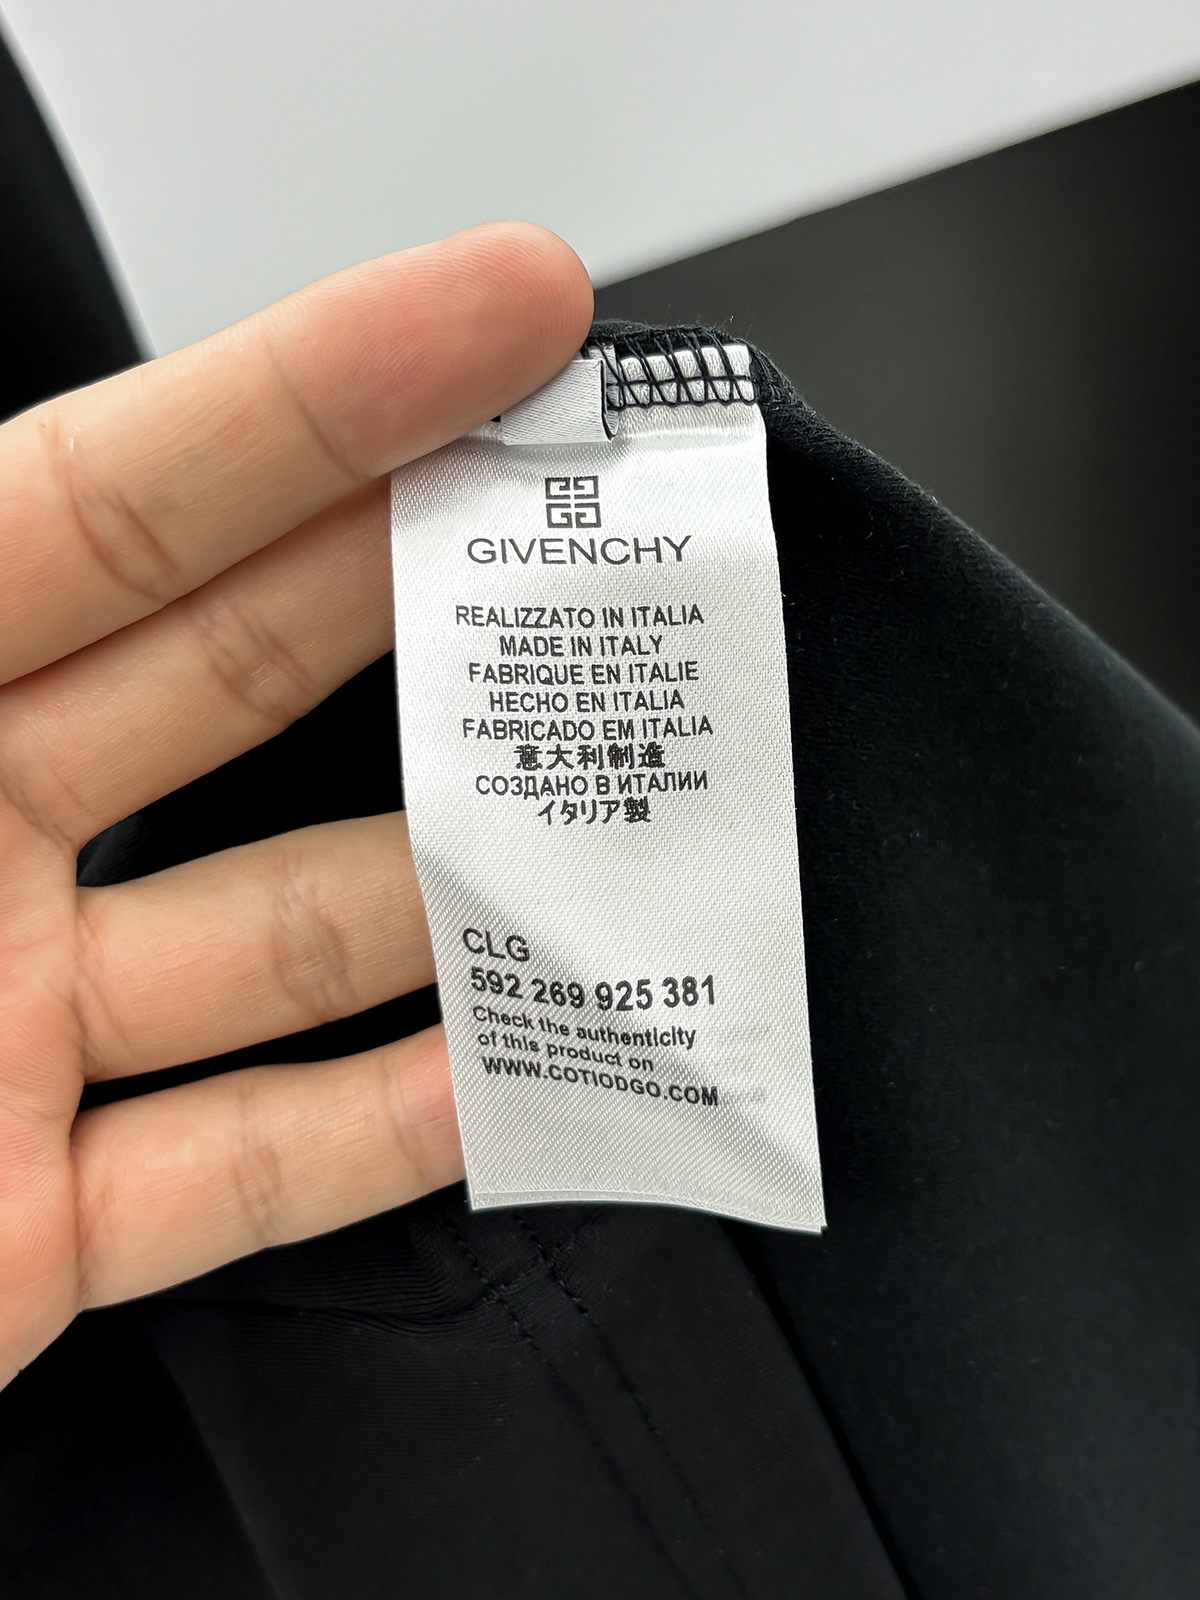 GIVENCHY
REALIZZATO IN ITALIA
MADE IN ITALY
FABRIQUE EN ITALIE
HECHO EN ITALIA
FABRICADO EM ITALIA
意大利制造
СОЗДАНО В ИТАЛИИ
イタリア製
CLG
592 269 925 381
Check the authenticity
of this product on
WWW.COTIODGO.COM